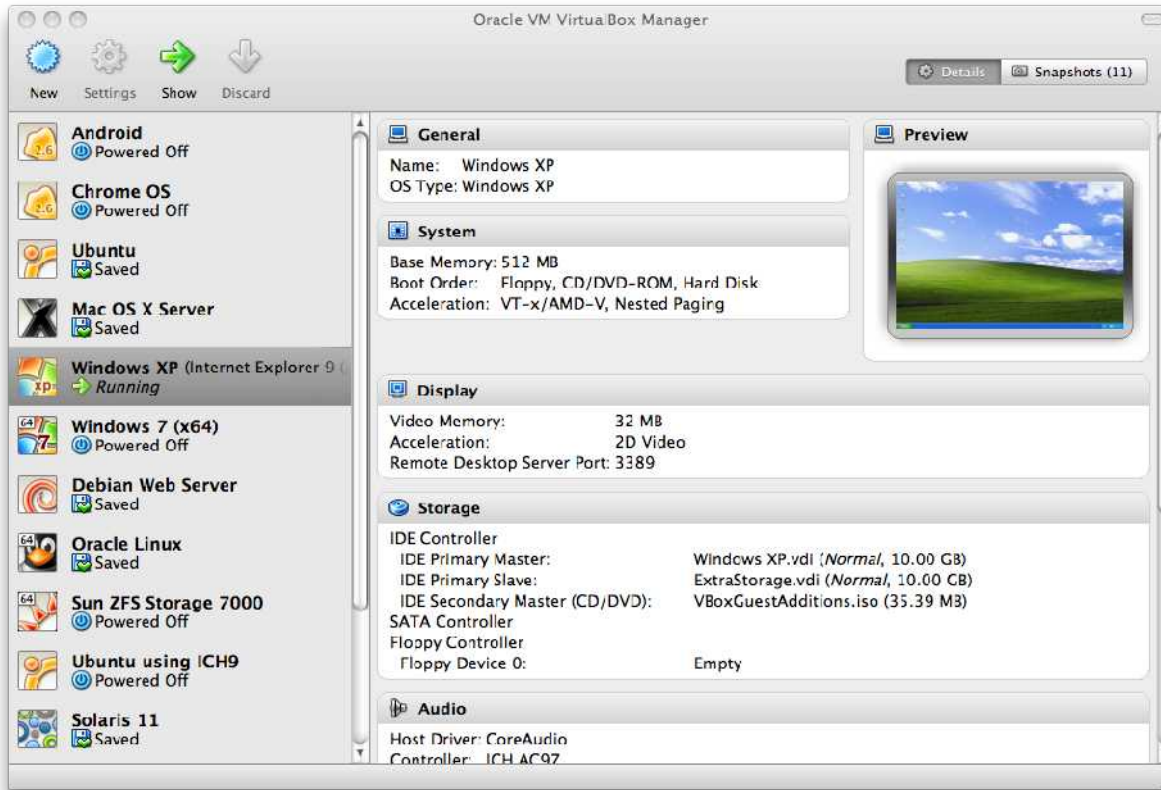 Oracle VM VirtualBox Manager
New
Settings
Show
Discard
Details
Snapshots (11)
Android
Powered Off
Chrome OS
Powered Off
Ubuntu
Saved
Mac OS X Server
Saved
Windows XP (Internet Explorer 9 (
Running
Windows 7 (x64)
Powered Off
Debian Web Server
Saved
Oracle Linux
Saved
Sun ZFS Storage 7000
Powered Off
Ubuntu using ICH9
Powered Off
Solaris 11
Saved
General
Name: Windows XP
OS Type: Windows XP
System
Base Memory: 512 MB
Boot Order: Floppy, CD/DVD-ROM, Hard Disk
Acceleration: VT-x/AMD-V, Nested Paging
Preview
Display
Video Memory: 32 MB
Acceleration: 2D Video
Remote Desktop Server Port: 3389
Storage
IDE Controller
IDE Primary Master: Windows XP.vdi (Normal, 10.00 GB)
IDE Primary Slave: ExtraStorage.vdi (Normal, 10.00 GB)
IDE Secondary Master (CD/DVD): VBoxGuestAdditions.iso (35.39 MB)
SATA Controller
Floppy Controller
Floppy Device 0: Empty
Audio
Host Driver: CoreAudio
Controller: ICH AC97